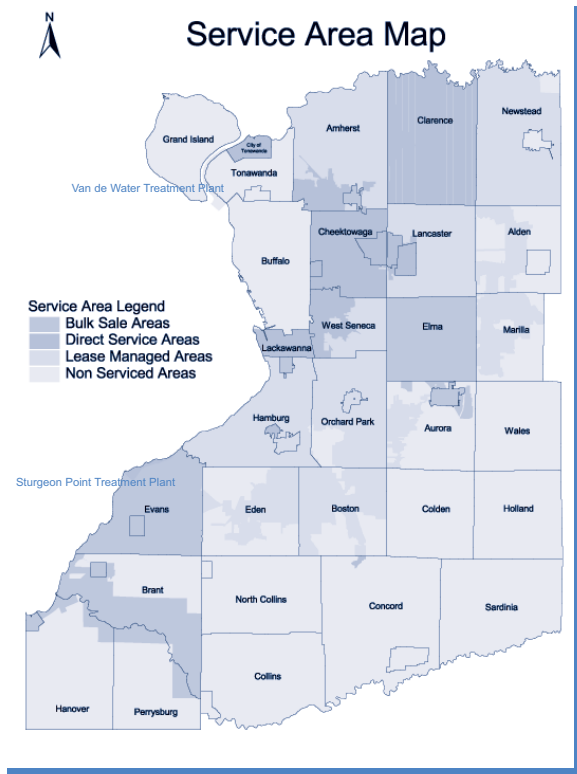 N
Service Area Map
Newstead
Clarence
Amherst
Grand Island
City of
Tonawanda
Tonawanda
Van de Water Treatment Plant
Cheektowaga
Lancaster
Alden
Buffalo
Service Area Legend
Bulk Sale Areas
Direct Service Areas
Lease Managed Areas
Non Serviced Areas
West Seneca
Elma
Marilla
Lackawanna
Hamburg
Orchard Park
Aurora
Wales
Sturgeon Point Treatment Plant
Evans
Eden
Boston
Colden
Holland
Brant
North Collins
Concord
Sardinia
Collins
Hanover
Perrysburg